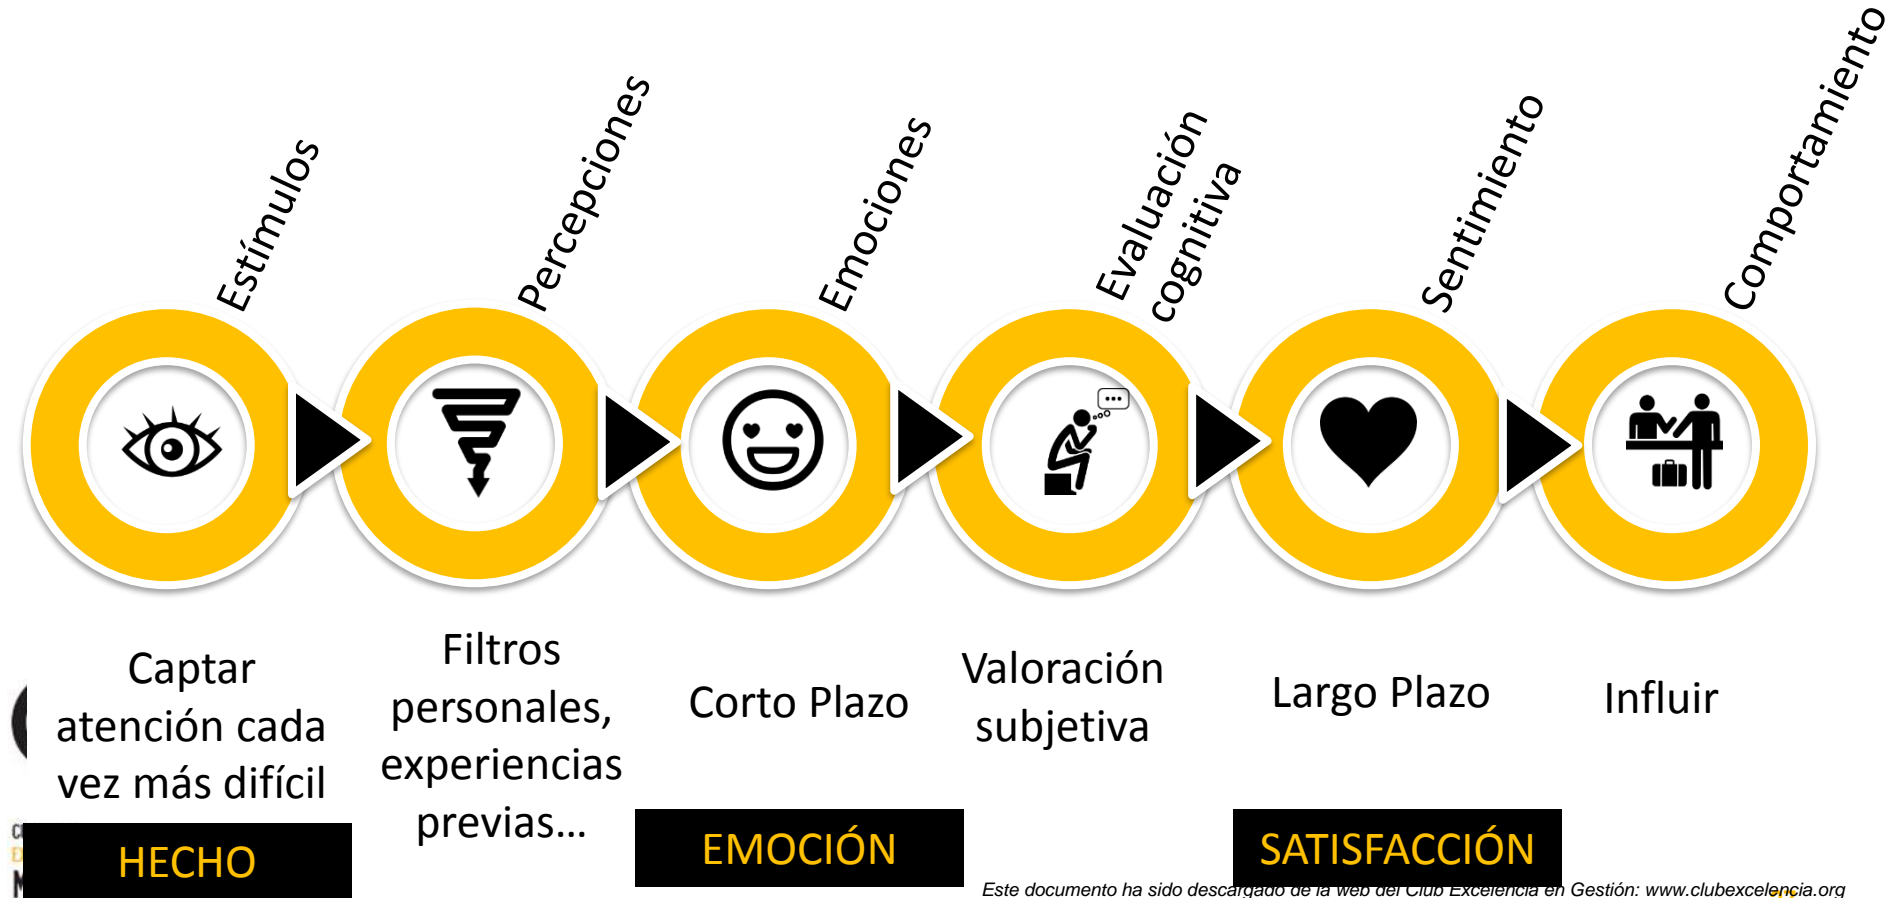 Estímulos
Percepciones
Emociones
Evaluación
cognitiva
Sentimiento
Comportamiento
Captar
atención cada
vez más difícil
Filtros
personales,
experiencias
previas…
Corto Plazo
Valoración
subjetiva
Largo Plazo
Influir
HECHO
EMOCIÓN
SATISFACCIÓN
Este documento ha sido descargado de la web del Club Excelencia en Gestión: www.clubexcelencia.org